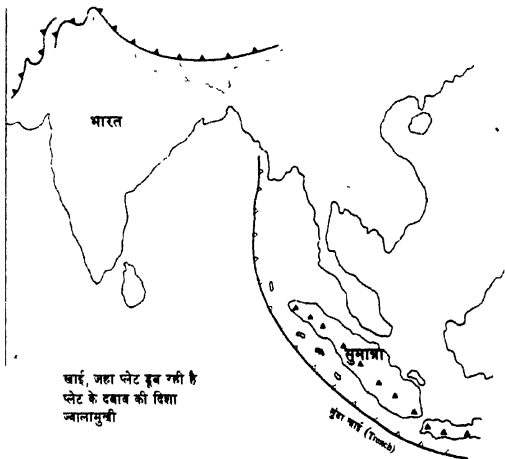 भारत
सुमात्रा
खाई, जहा प्लेट डूब रही है
प्लेट के दबाव की दिशा
ज्वालामुखी
सुंडा खाई (Trench)